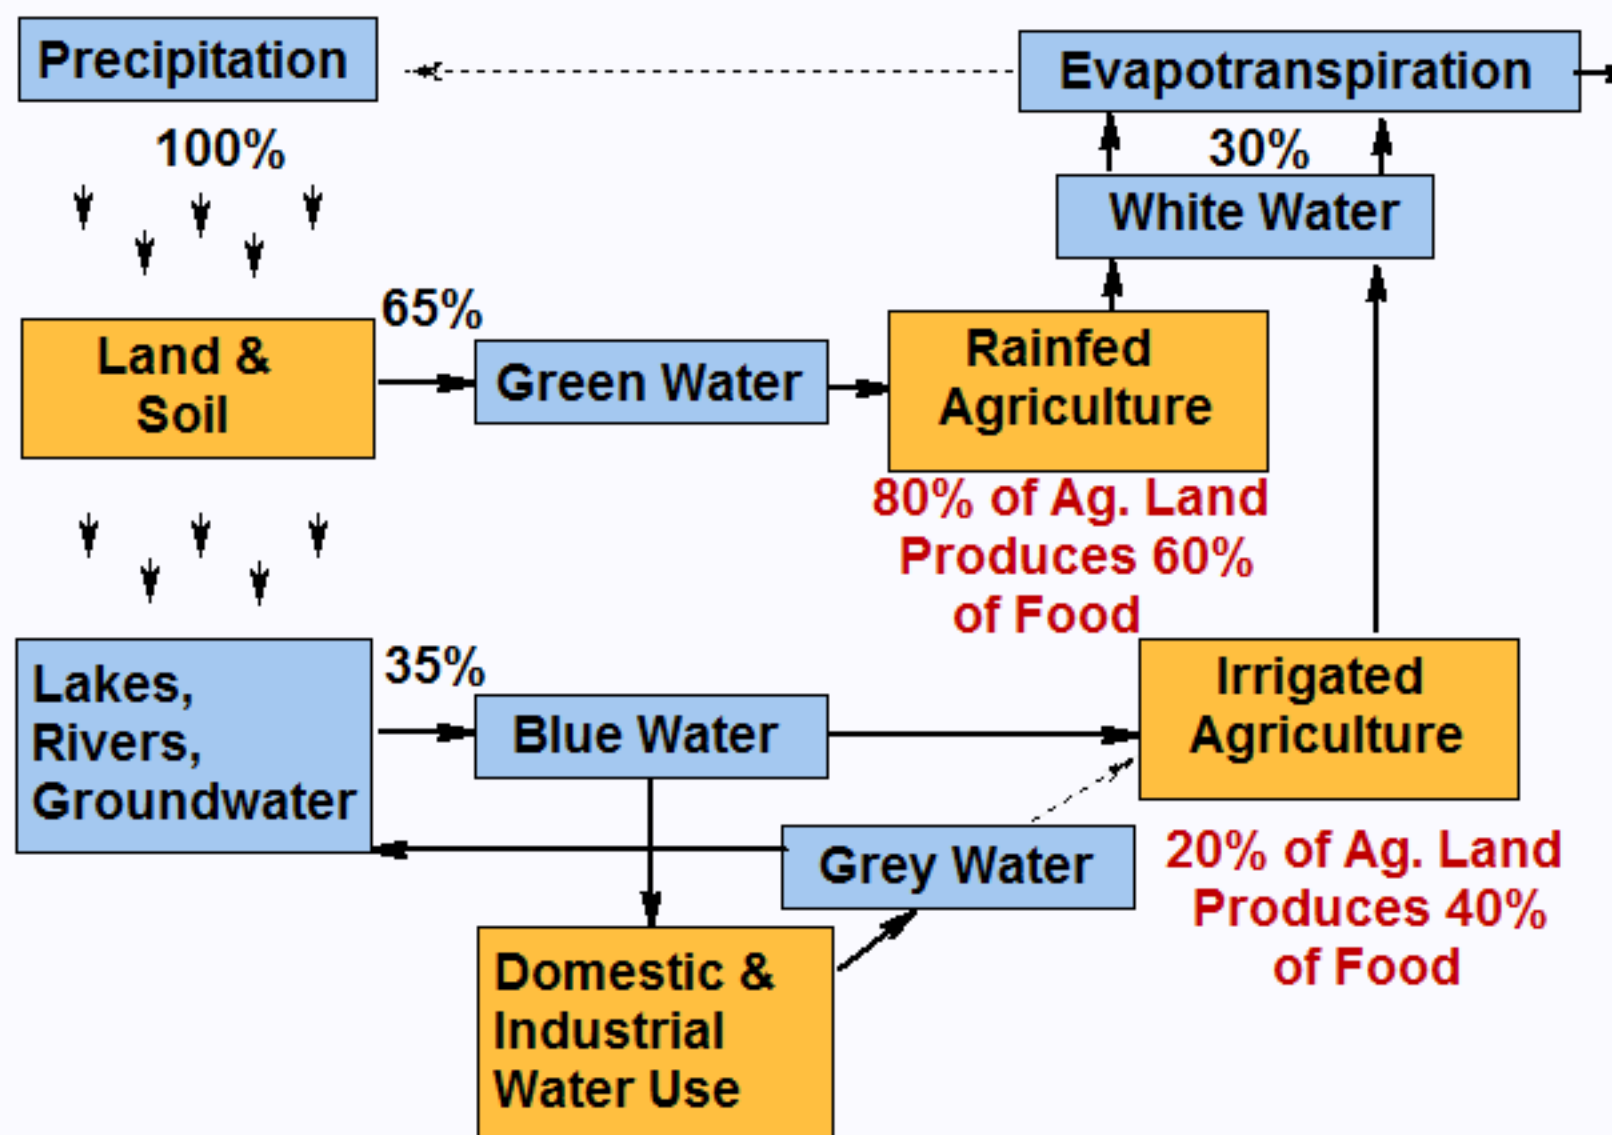 Precipitation
100%
Evapotranspiration
30%
White Water
Land &
Soil
65%
Green Water
Rainfed
Agriculture
80% of Ag. Land
Produces 60%
of Food
Lakes,
Rivers,
Groundwater
35%
Blue Water
Irrigated
Agriculture
20% of Ag. Land
Produces 40%
of Food
Grey Water
Domestic &
Industrial
Water Use